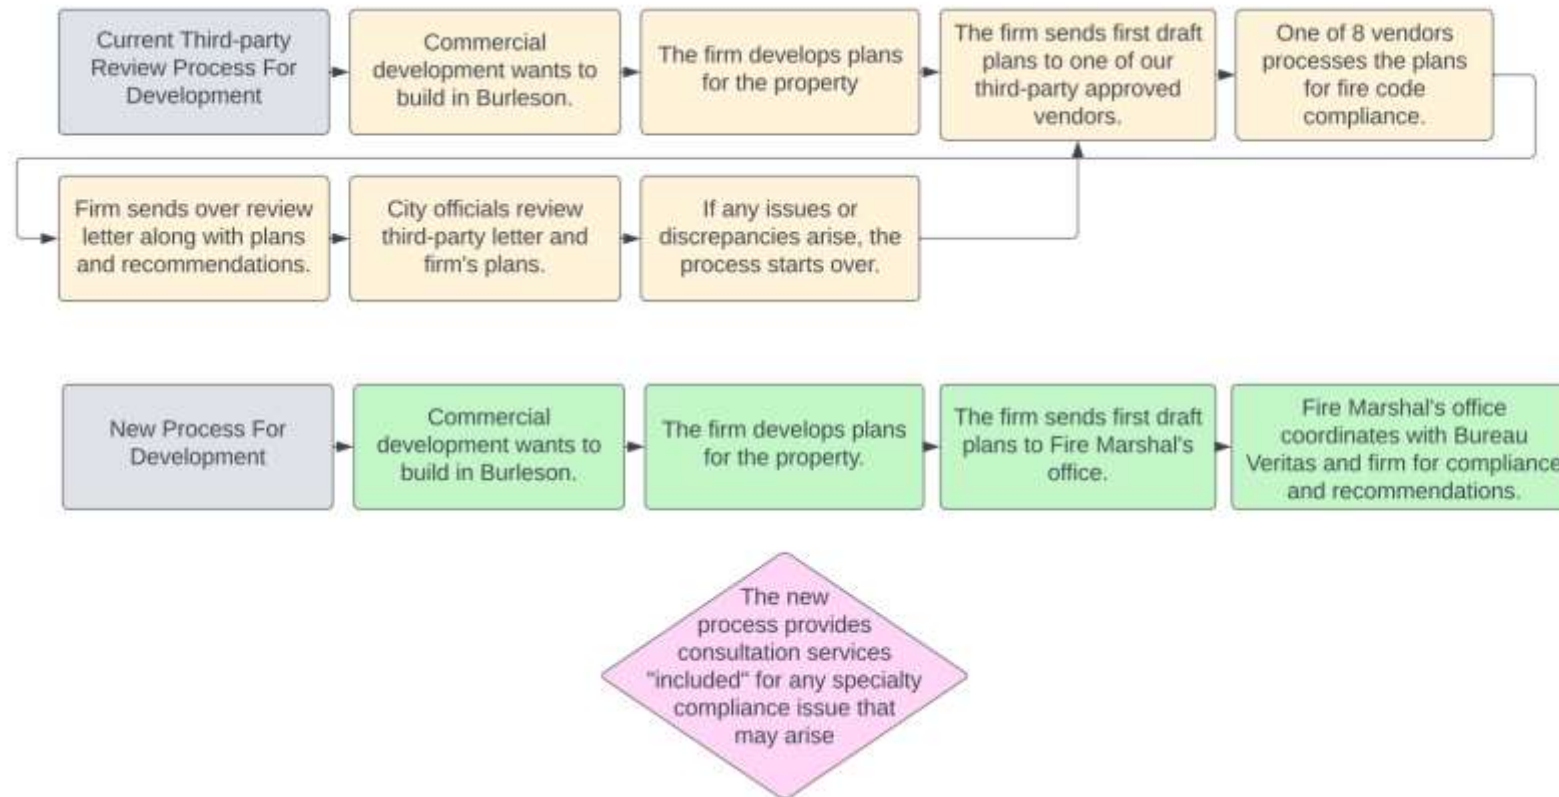 Current Third-party
Review Process For
Development
Commercial
development wants to
build in Burleson.
The firm develops plans
for the property
The firm sends first draft
plans to one of our
third-party approved
vendors.
One of 8 vendors
processes the plans
for fire code
compliance.
Firm sends over review
letter along with plans
and recommendations.
City officials review
third-party letter and
firm's plans.
If any issues or
discrepancies arise, the
process starts over.
New Process For
Development
Commercial
development wants to
build in Burleson.
The firm develops plans
for the property.
The firm sends first draft
plans to Fire Marshal's
office.
Fire Marshal's office
coordinates with Bureau
Veritas and firm for compliance
and recommendations.
The new
process provides
consultation services
"included" for any specialty
compliance issue that
may arise